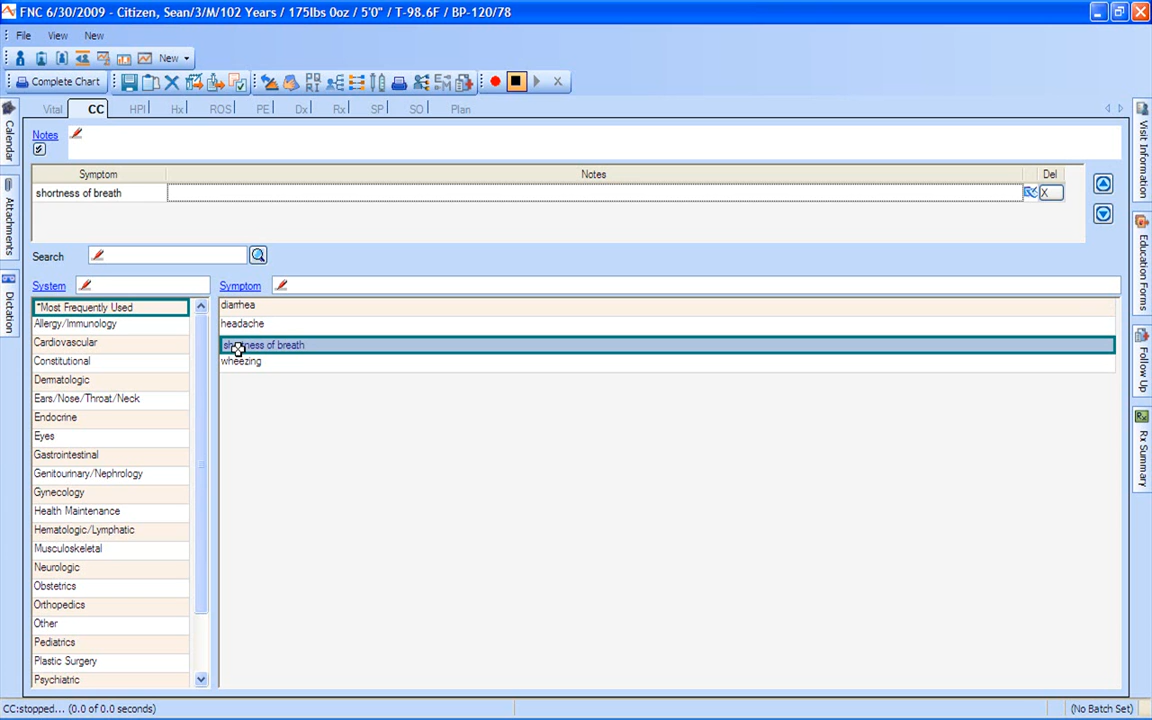 FNC 6/30/2009 - Citizen, Sean/3/M/102 Years / 175lbs 0oz / 5'0" / T-98.6F / BP-120/78
File View New
New
Complete Chart
Vital CC HPI Hx ROS PE Dx Rx SP SO Plan
Calendar
Attachments
Dictation
Notes
Symptom Notes Del
shortness of breath X
Search
System Symptom
*Most Frequently Used
Allergy/Immunology
Cardiovascular
Constitutional
Dermatologic
Ears/Nose/Throat/Neck
Endocrine
Eyes
Gastrointestinal
Genitourinary/Nephrology
Gynecology
Health Maintenance
Hematologic/Lymphatic
Musculoskeletal
Neurologic
Obstetrics
Orthopedics
Other
Pediatrics
Plastic Surgery
Psychiatric
diarrhea
headache
shortness of breath
wheezing
Visit Information
Education Forms
Follow Up
Rx Summary
CC:stopped... (0.0 of 0.0 seconds) (No Batch Set)